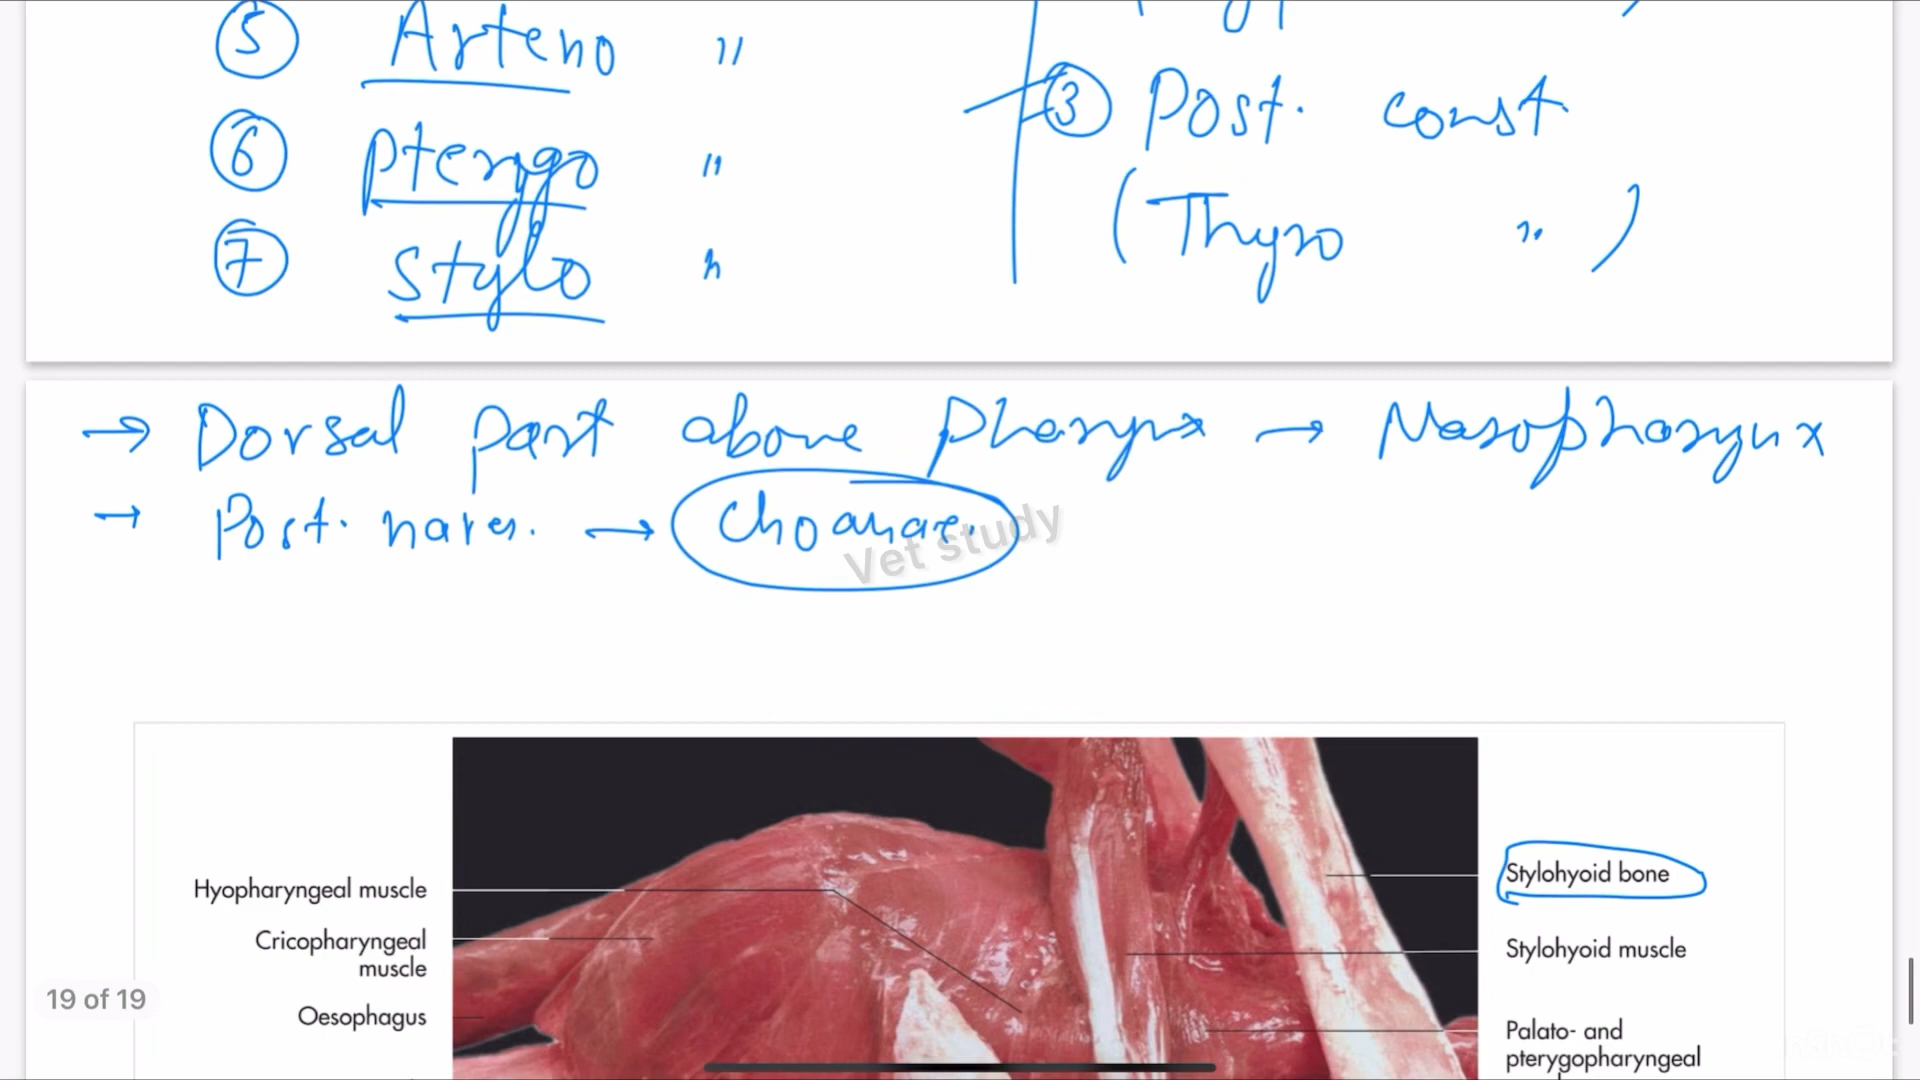 5 Arteno "
6 Pterygo "
7 Stylo "
3 Post. const
(Thyro ")
→ Dorsal part above pharynx → Nasopharynx
→ Post. nares. → Choanae.
Vet study
Hyopharyngeal muscle
Cricopharyngeal
muscle
Oesophagus
Stylohyoid bone
Stylohyoid muscle
Palato- and
pterygopharyngeal
19 of 19